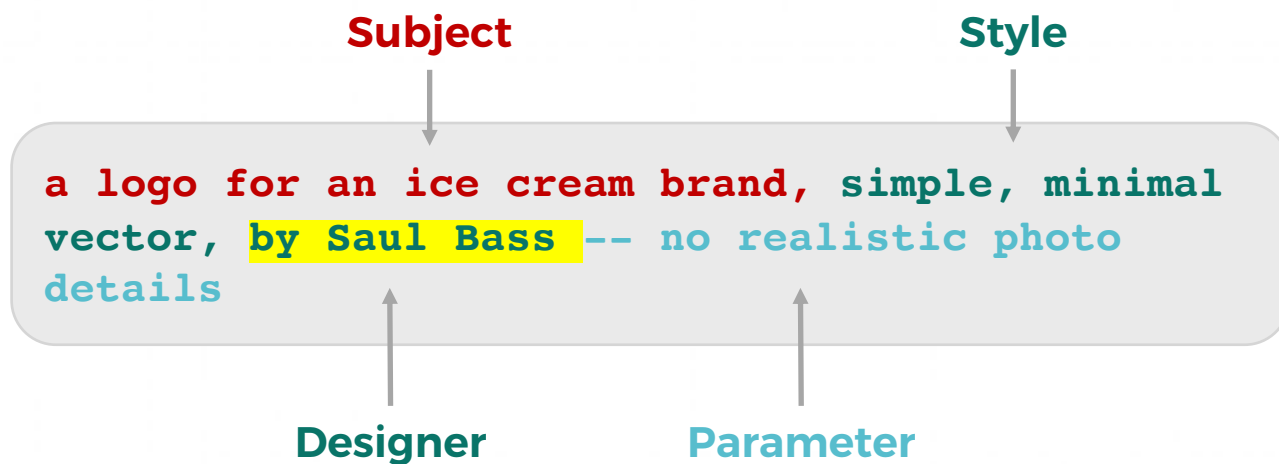 Subject
Style
a logo for an ice cream brand, simple, minimal
vector, by Saul Bass -- no realistic photo
details
Designer
Parameter